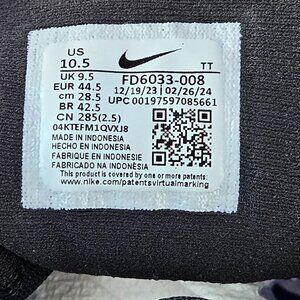 US
10.5 TT
UK 9.5 FD6033-008
EUR 44.5
cm 28.5 12/19/23 | 02/26/24
BR 42.5 UPC 00197597085661
CN 285(2.5)
04KTEFM1QVXJ8
MADE IN INDONESIA
HECHO EN INDONESIA
FABRIQUE EN INDONESIE
FABRICADO NA INDONÉSIA
This product is covered by one or more patents. See
www.nike.com/patentsvirtualmarking